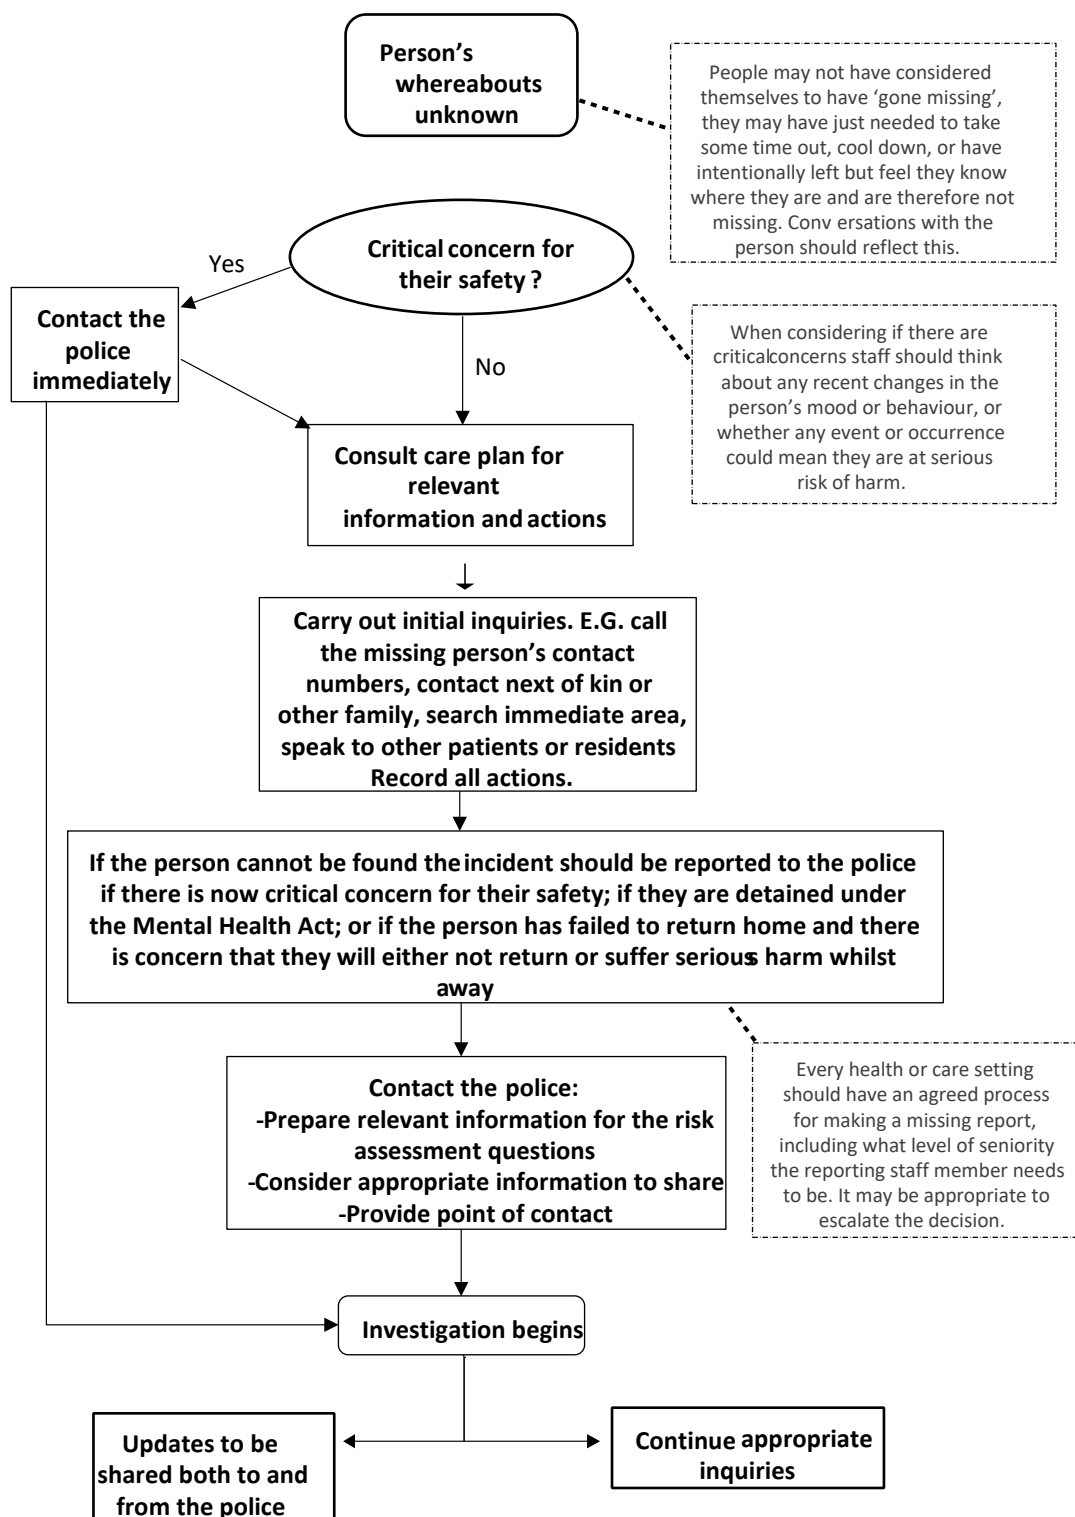 Person’s
whereabouts
unknown
People may not have considered
themselves to have ‘gone missing’,
they may have just needed to take
some time out, cool down, or have
intentionally left but feel they know
where they are and are therefore not
missing. Conv ersations with the
person should reflect this.
Critical concern for
their safety ?
Yes
Contact the
police
immediately
When considering if there are
criticalconcerns staff should think
about any recent changes in the
person’s mood or behaviour, or
whether any event or occurrence
could mean they are at serious
risk of harm.
No
Consult care plan for
relevant
information and actions
Carry out initial inquiries. E.G. call
the missing person’s contact
numbers, contact next of kin or
other family, search immediate area,
speak to other patients or residents
Record all actions.
If the person cannot be found the incident should be reported to the police
if there is now critical concern for their safety; if they are detained under
the Mental Health Act; or if the person has failed to return home and there
is concern that they will either not return or suffer serious harm whilst
away
Every health or care setting
should have an agreed process
for making a missing report,
including what level of seniority
the reporting staff member needs
to be. It may be appropriate to
escalate the decision.
Contact the police:
-Prepare relevant information for the risk
assessment questions
-Consider appropriate information to share
-Provide point of contact
Investigation begins
Updates to be
shared both to and
from the police
Continue appropriate
inquiries